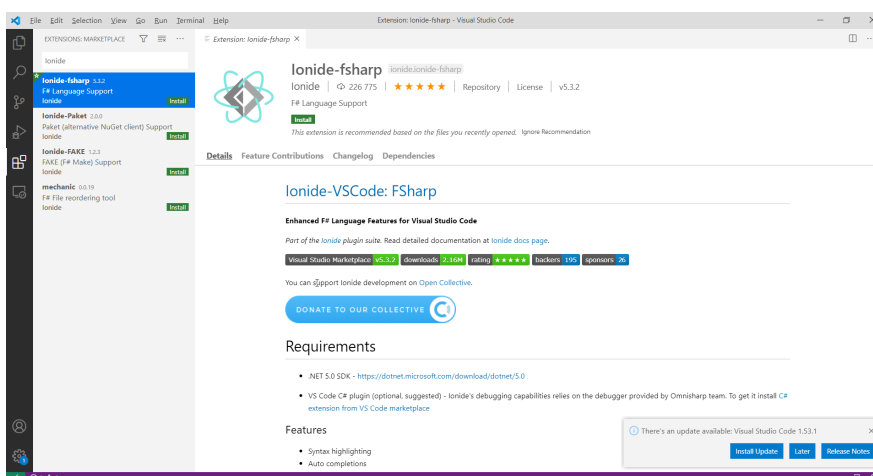 File Edit Selection View Go Run Terminal Help
Extension: Ionide-fsharp - Visual Studio Code
EXTENSIONS: MARKETPLACE
Ionide
Ionide-fsharp 5.3.2
F# Language Support
Ionide
Install
Ionide-Paket 2.0.0
Paket (alternative NuGet client) Support
Ionide
Install
Ionide-FAKE 1.2.3
FAKE (F# Make) Support
Ionide
Install
mechanic 0.0.19
F# File reordering tool
Ionide
Install
Extension: Ionide-fsharp
Ionide-fsharp ionide.ionide-fsharp
Ionide 226 775 ★★★★★ Repository License v5.3.2
F# Language Support
Install
This extension is recommended based on the files you recently opened. Ignore Recommendation
Details Feature Contributions Changelog Dependencies
Ionide-VSCode: FSharp
Enhanced F# Language Features for Visual Studio Code
Part of the Ionide plugin suite. Read detailed documentation at Ionide docs page.
Visual Studio Marketplace v5.3.2 downloads 2.16M rating ★★★★★ backers 195 sponsors 26
You can support Ionide development on Open Collective.
DONATE TO OUR COLLECTIVE
Requirements
• .NET 5.0 SDK - https://dotnet.microsoft.com/download/dotnet/5.0
• VS Code C# plugin (optional, suggested) - Ionide's debugging capabilities relies on the debugger provided by Omnisharp team. To get it install C#
extension from VS Code marketplace
Features
• Syntax highlighting
• Auto completions
There's an update available: Visual Studio Code 1.53.1
Install Update Later Release Notes